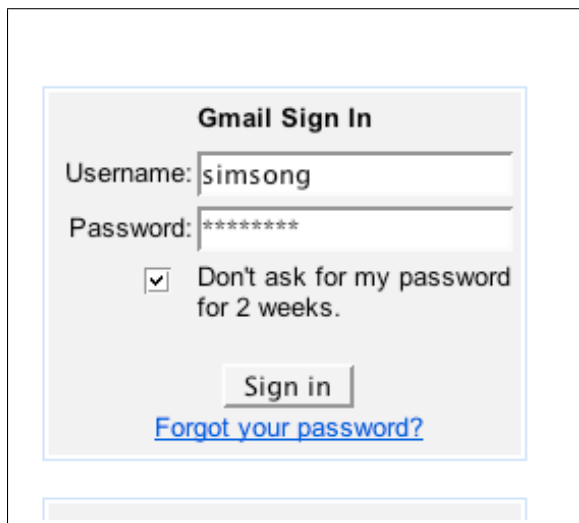 Gmail Sign In
Username: simsong
Password: ********
Don't ask for my password
for 2 weeks.
Sign in
Forgot your password?